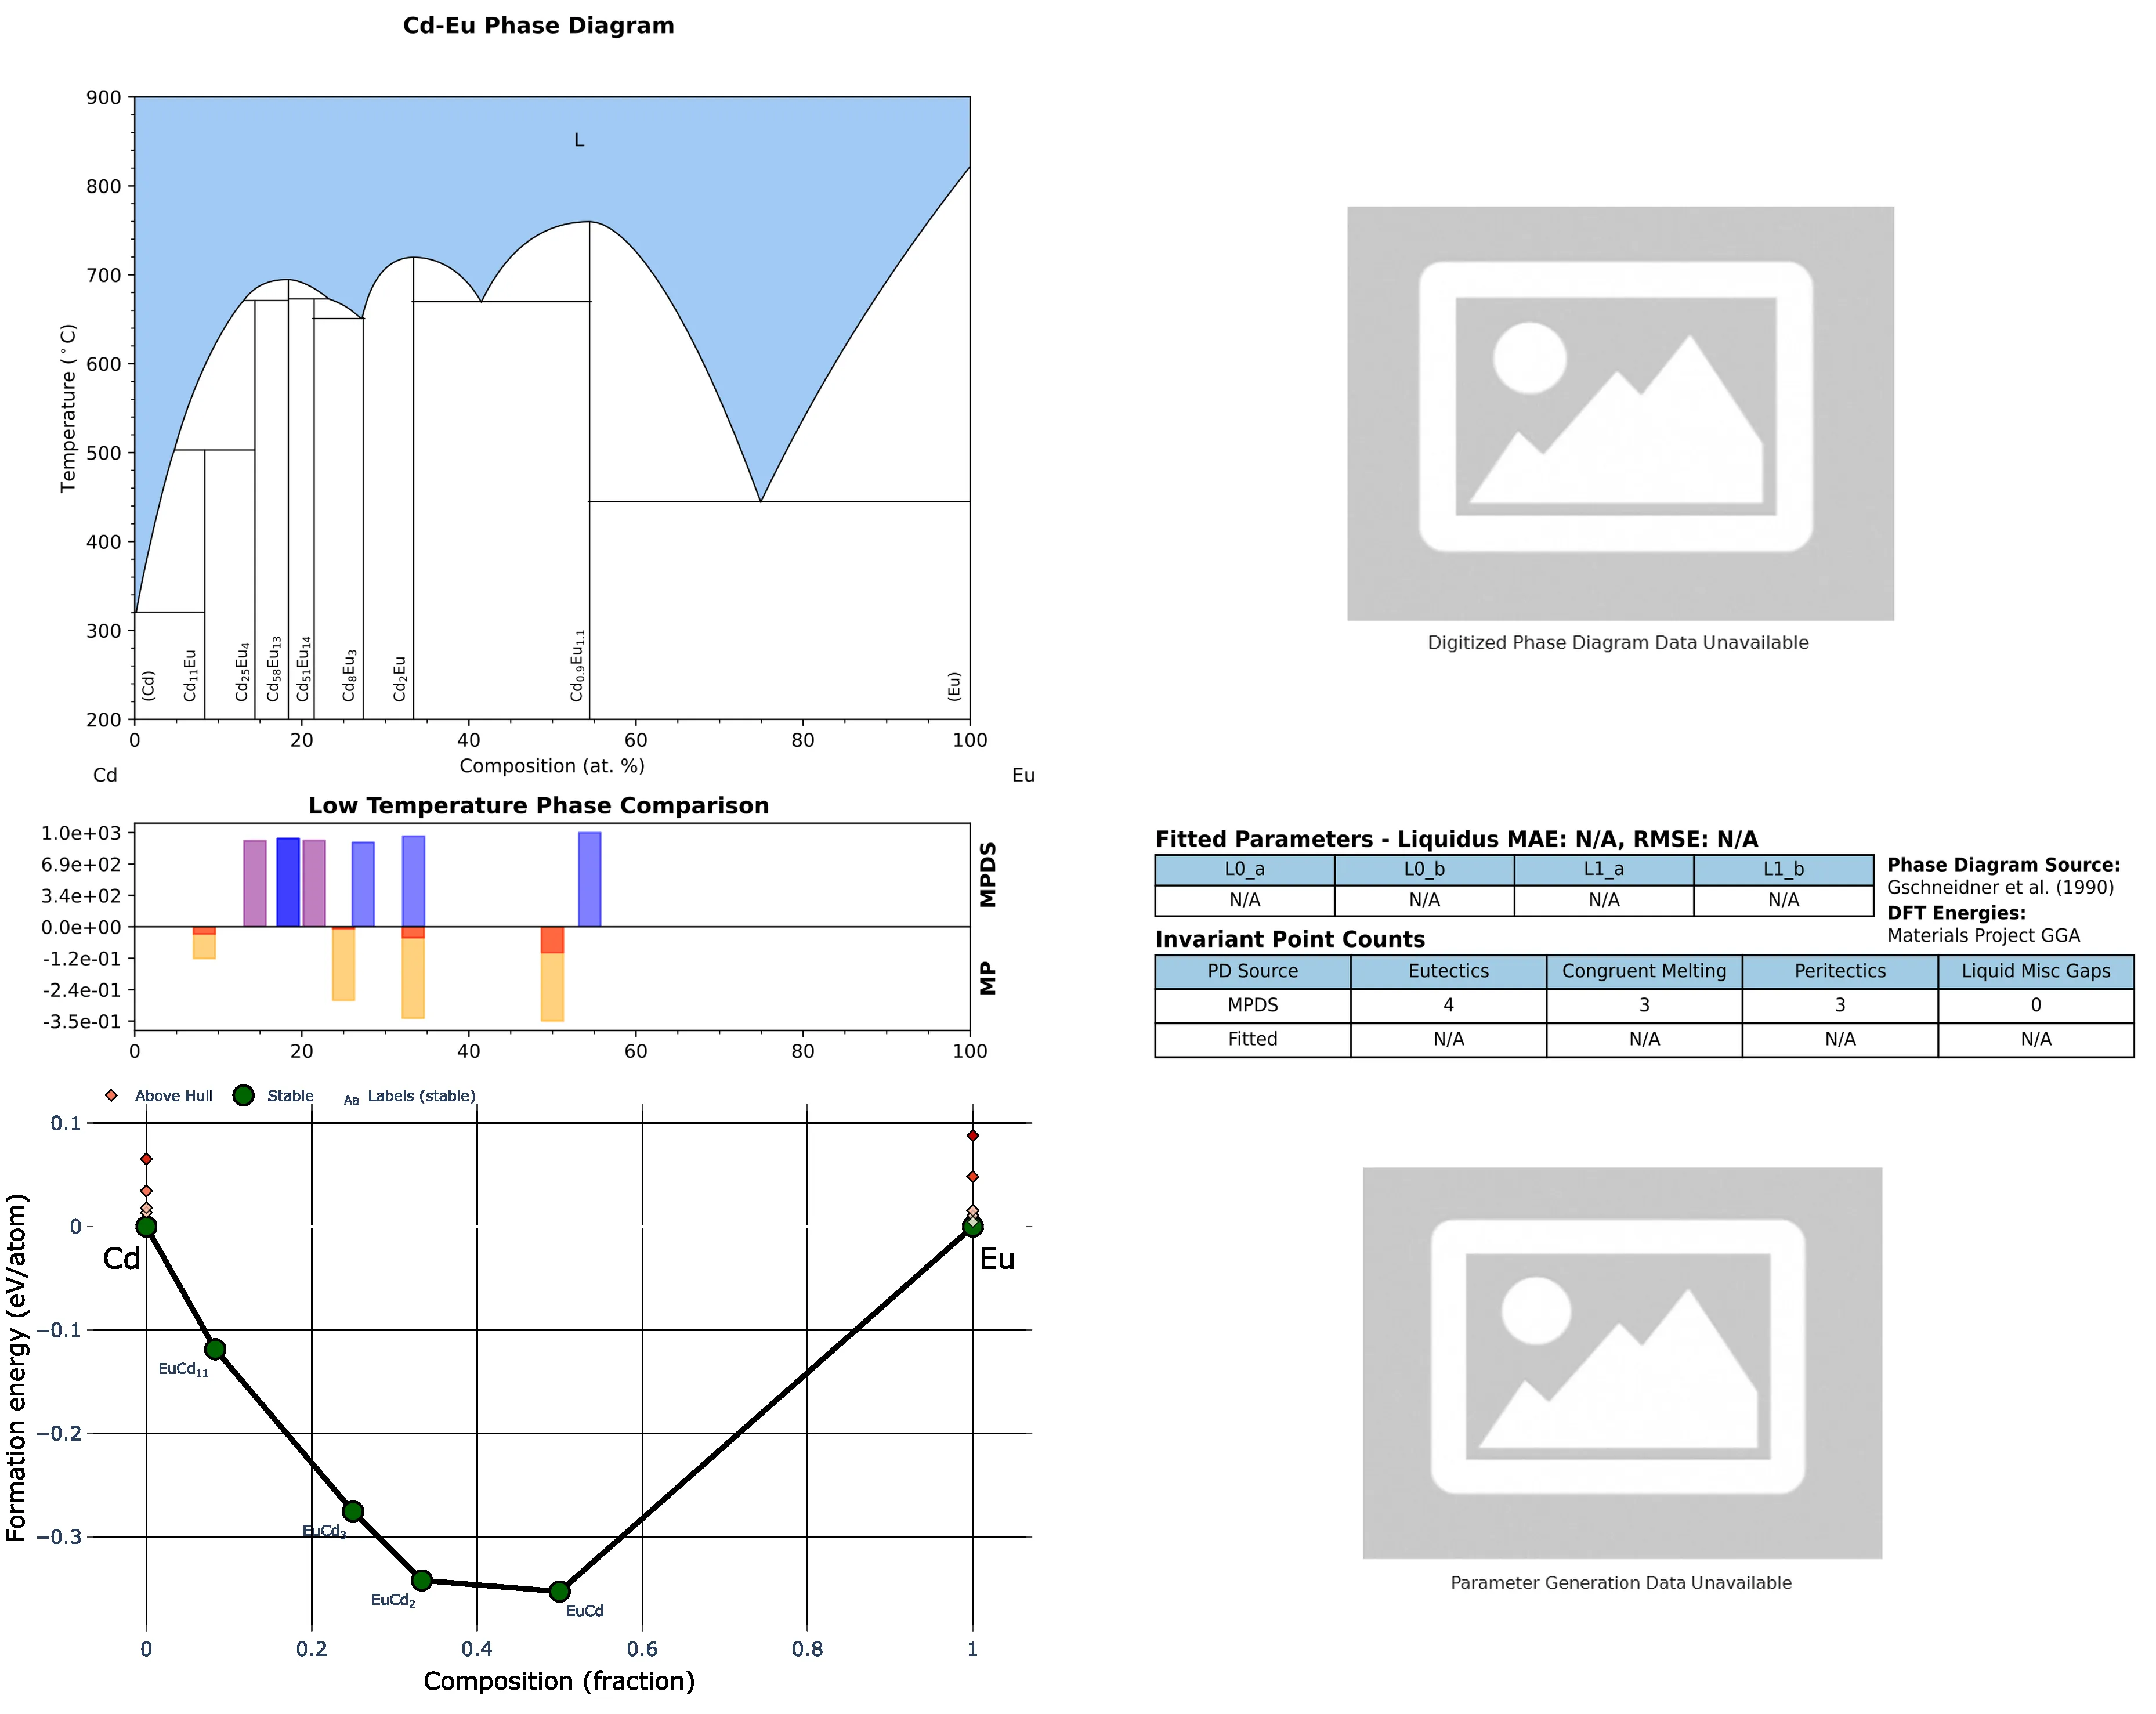 Cd-Eu Phase Diagram
900
800
700
600
500
400
300
200
Temperature (°C)
L
(Cd)
Cd₁₁Eu
Cd₂₅Eu₄
Cd₅₈Eu₁₃
Cd₅₁Eu₁₄
Cd₈Eu₃
Cd₂Eu
Cd₀.₉Eu₁.₁
(Eu)
0 20 40 60 80 100
Composition (at. %)
Cd Eu
Digitized Phase Diagram Data Unavailable
Low Temperature Phase Comparison
1.0e+03
6.9e+02
3.4e+02
0.0e+00
-1.2e-01
-2.4e-01
-3.5e-01
MPDS
MP
0 20 40 60 80 100
Fitted Parameters - Liquidus MAE: N/A, RMSE: N/A
L0_a L0_b L1_a L1_b
N/A N/A N/A N/A
Phase Diagram Source:
Gschneidner et al. (1990)
DFT Energies:
Materials Project GGA
Invariant Point Counts
PD Source Eutectics Congruent Melting Peritectics Liquid Misc Gaps
MPDS 4 3 3 0
Fitted N/A N/A N/A N/A
Above Hull Stable Aa Labels (stable)
0.1
0
−0.1
−0.2
−0.3
Formation energy (eV/atom)
Cd
Eu
EuCd₁₁
EuCd₃
EuCd₂
EuCd
0 0.2 0.4 0.6 0.8 1
Composition (fraction)
Parameter Generation Data Unavailable